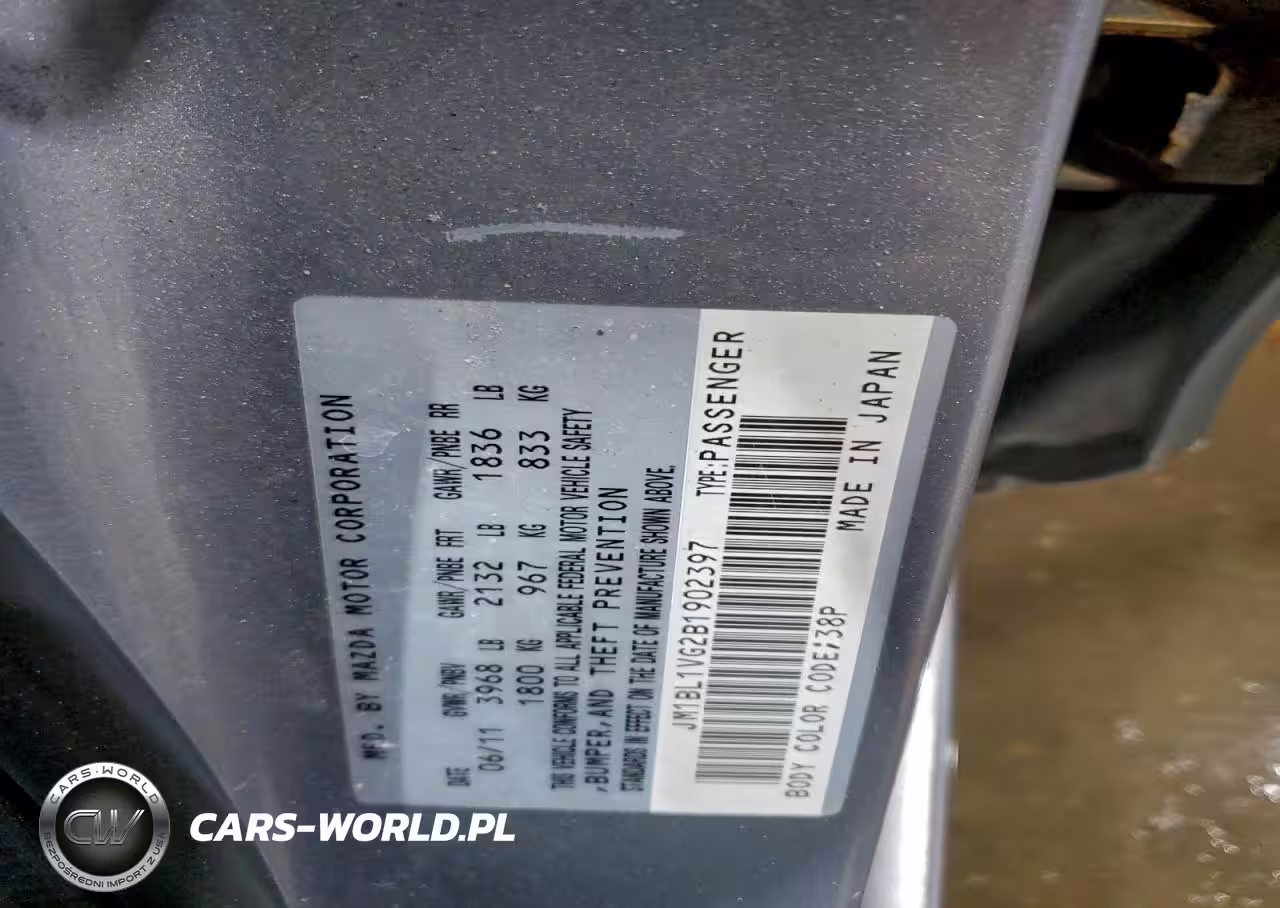 MFD. BY MAZDA MOTOR CORPORATION
DATE GVWR/PNBV GAWR/PNBE FRT GAWR/PNBE RR
06/11 3968 LB 2132 LB 1836 LB
1800 KG 967 KG 833 KG
THIS VEHICLE CONFORMS TO ALL APPLICABLE FEDERAL MOTOR VEHICLE SAFETY
,BUMPER,AND THEFT PREVENTION
STANDARDS IN EFFECT ON THE DATE OF MANUFACTURE SHOWN ABOVE.
JM1BL1VG2B1902397 TYPE:PASSENGER
BODY COLOR CODE;38P MADE IN JAPAN
CARS-WORLD
CW
BEZPOŚREDNI IMPORT Z USA
CARS-WORLD.PL